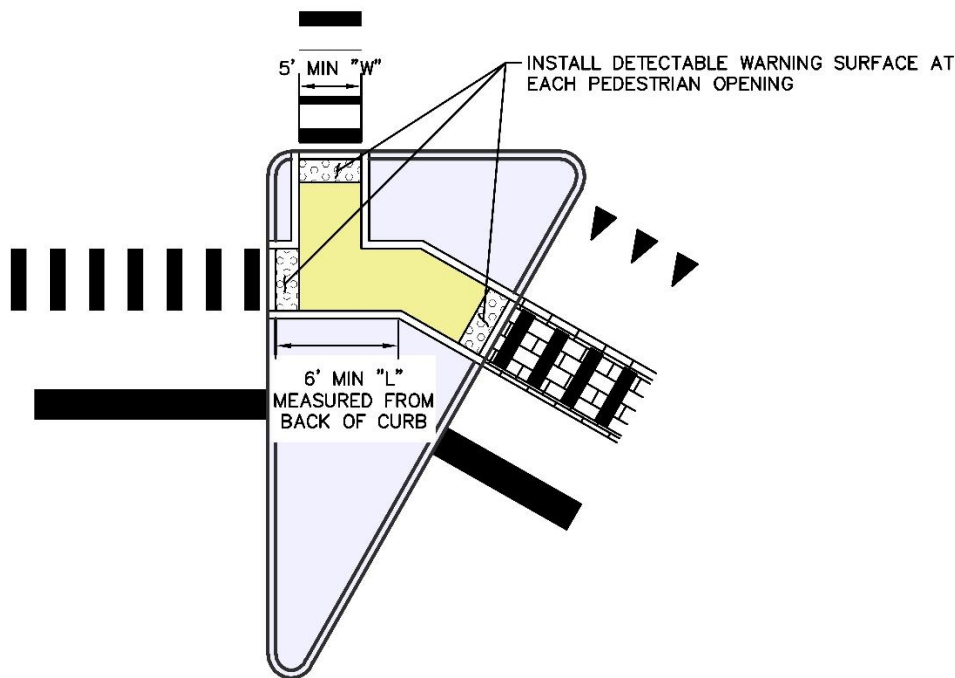 5' MIN "W"
INSTALL DETECTABLE WARNING SURFACE AT
EACH PEDESTRIAN OPENING
6' MIN "L"
MEASURED FROM
BACK OF CURB